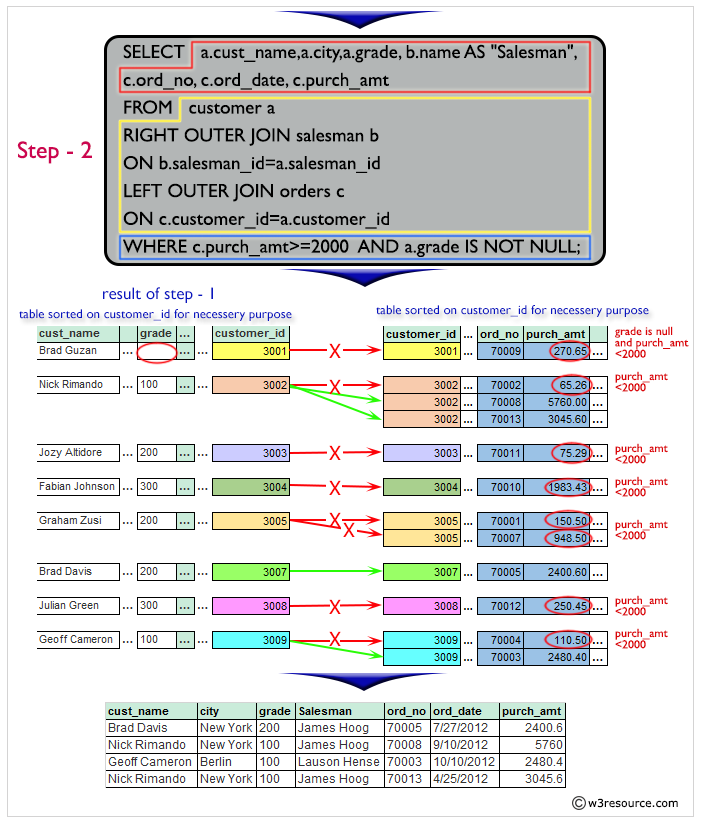 SELECT a.cust_name,a.city,a.grade, b.name AS "Salesman",
c.ord_no, c.ord_date, c.purch_amt
FROM customer a
RIGHT OUTER JOIN salesman b
Step - 2
ON b.salesman_id=a.salesman_id
LEFT OUTER JOIN orders c
ON c.customer_id=a.customer_id
WHERE c.purch_amt>=2000 AND a.grade IS NOT NULL;
result of step - 1
table sorted on customer_id for necessery purpose
table sorted on customer_id for necessery purpose
cust_name grade ... customer_id
customer_id ... ord_no purch_amt
Brad Guzan ... ... ... 3001 X 3001 ... 70009 270.65 ...
grade is null
and purch_amt
<2000
Nick Rimando ... 100 ... ... 3002 X 3002 ... 70002 65.26 ...
3002 ... 70008 5760.00 ...
3002 ... 70013 3045.60 ...
purch_amt
<2000
Jozy Altidore ... 200 ... ... 3003 X 3003 ... 70011 75.29 ...
purch_amt
<2000
Fabian Johnson ... 300 ... ... 3004 X 3004 ... 70010 1983.43 ...
purch_amt
<2000
Graham Zusi ... 200 ... ... 3005 X 3005 ... 70001 150.50 ...
X 3005 ... 70007 948.50 ...
purch_amt
<2000
Brad Davis ... 200 ... ... 3007 3007 ... 70005 2400.60 ...
Julian Green ... 300 ... ... 3008 X 3008 ... 70012 250.45 ...
purch_amt
<2000
Geoff Cameron ... 100 ... ... 3009 X 3009 ... 70004 110.50 ...
3009 ... 70003 2480.40 ...
purch_amt
<2000
cust_name city grade Salesman ord_no ord_date purch_amt
Brad Davis New York 200 James Hoog 70005 7/27/2012 2400.6
Nick Rimando New York 100 James Hoog 70008 9/10/2012 5760
Geoff Cameron Berlin 100 Lauson Hense 70003 10/10/2012 2480.4
Nick Rimando New York 100 James Hoog 70013 4/25/2012 3045.6
© w3resource.com